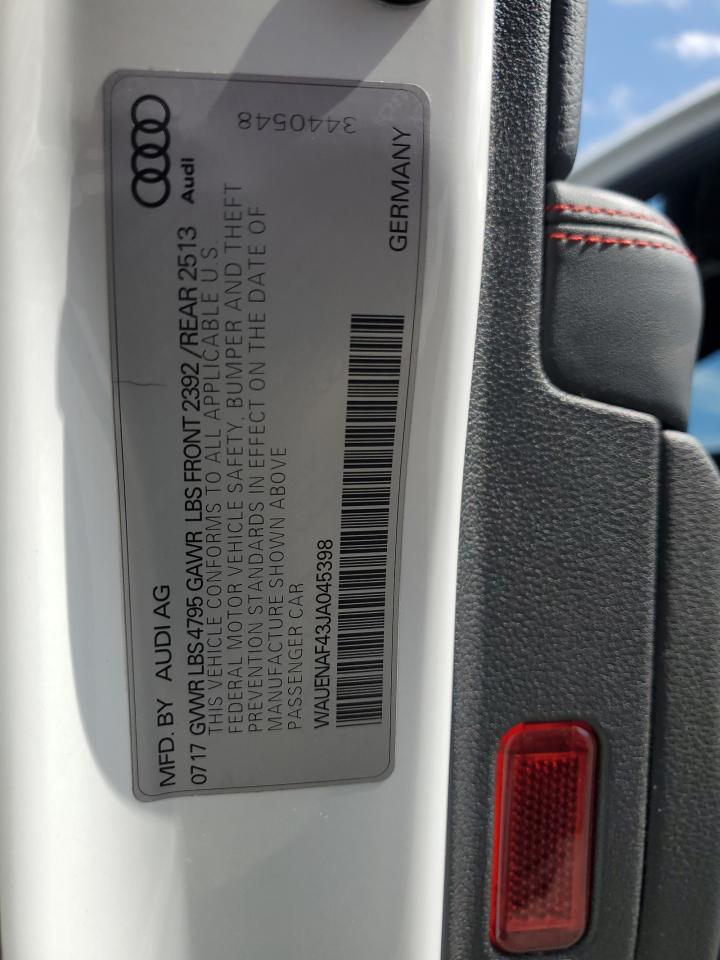 MFD. BY AUDI AG
Audi
0717 GVWR LBS 4795 GAWR LBS FRONT 2392 /REAR 2513
THIS VEHICLE CONFORMS TO ALL APPLICABLE U.S.
FEDERAL MOTOR VEHICLE SAFETY, BUMPER AND THEFT
PREVENTION STANDARDS IN EFFECT ON THE DATE OF
MANUFACTURE SHOWN ABOVE
PASSENGER CAR
3440548
WAUENAF43JA045398
GERMANY